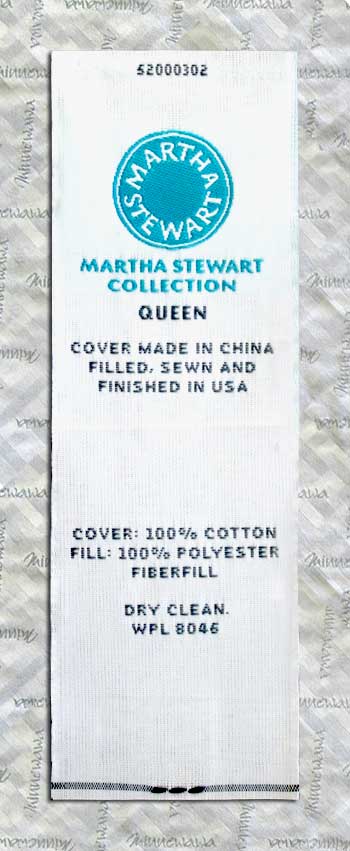 52000302
MARTHA
STEWART
MARTHA STEWART
COLLECTION
QUEEN
COVER MADE IN CHINA
FILLED, SEWN AND
FINISHED IN USA
COVER: 100% COTTON
FILL: 100% POLYESTER
FIBERFILL
DRY CLEAN.
WPL 8046
Minnewawa